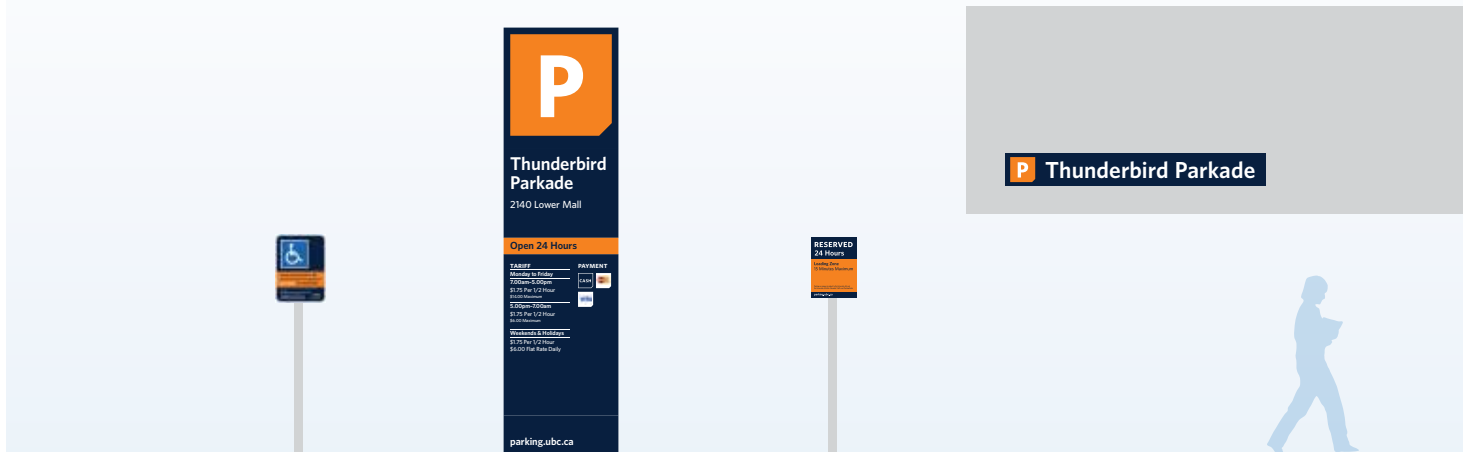 P
Thunderbird
Parkade
2140 Lower Mall
Open 24 Hours
TARIFF
Monday to Friday
7.00am–5.00pm
$1.75 Per 1/2 Hour
$14.00 Maximum
5.00pm–7.00am
$1.75 Per 1/2 Hour
$6.00 Maximum
Weekends & Holidays
$1.75 Per 1/2 Hour
$6.00 Flat Rate Daily
PAYMENT
CASH
parking.ubc.ca
RESERVED
24 Hours
Loading Zone
15 Minutes Maximum
parking.ubc.ca
P Thunderbird Parkade